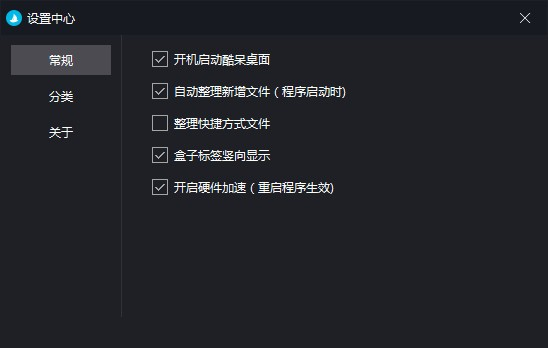 设置中心
常规
分类
关于
开机启动酷呆桌面
自动整理新增文件（程序启动时)
整理快捷方式文件
盒子标签竖向显示
开启硬件加速（重启程序生效)